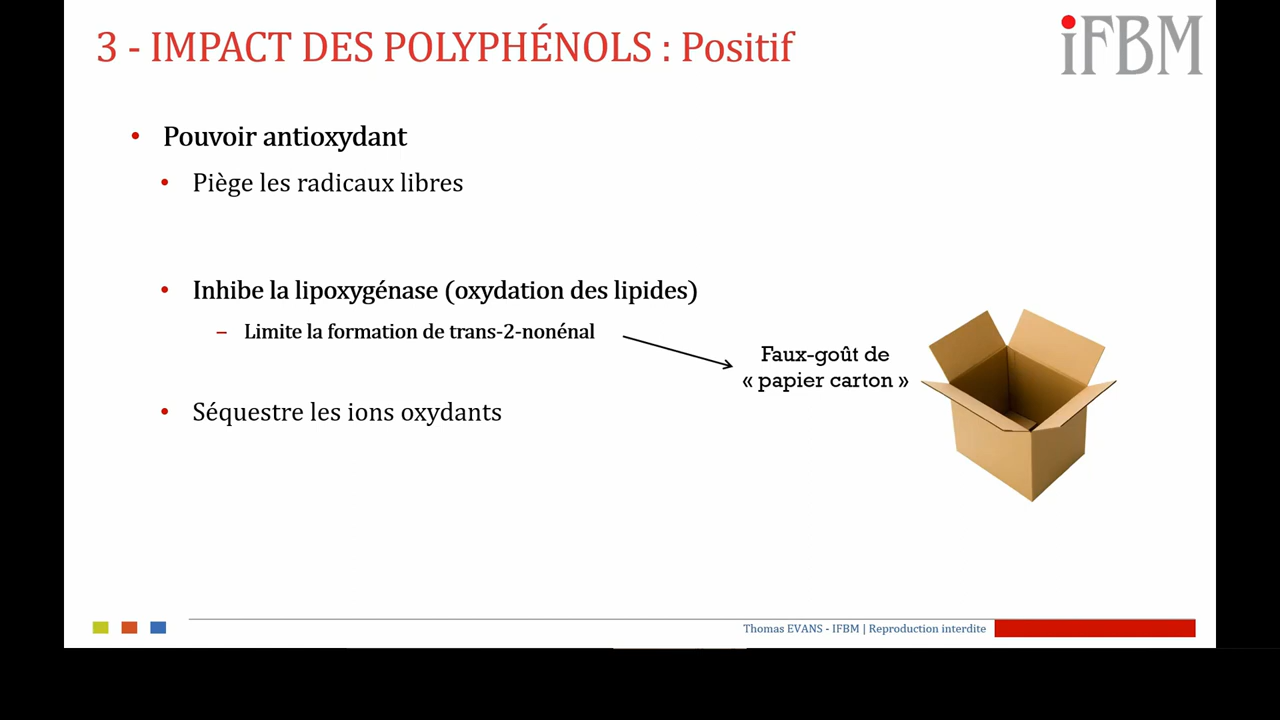 3 - IMPACT DES POLYPHÉNOLS : Positif
iFBM
• Pouvoir antioxydant
• Piège les radicaux libres
• Inhibe la lipoxygénase (oxydation des lipides)
– Limite la formation de trans-2-nonénal
Faux-goût de
« papier carton »
• Séquestre les ions oxydants
Thomas EVANS - IFBM | Reproduction interdite